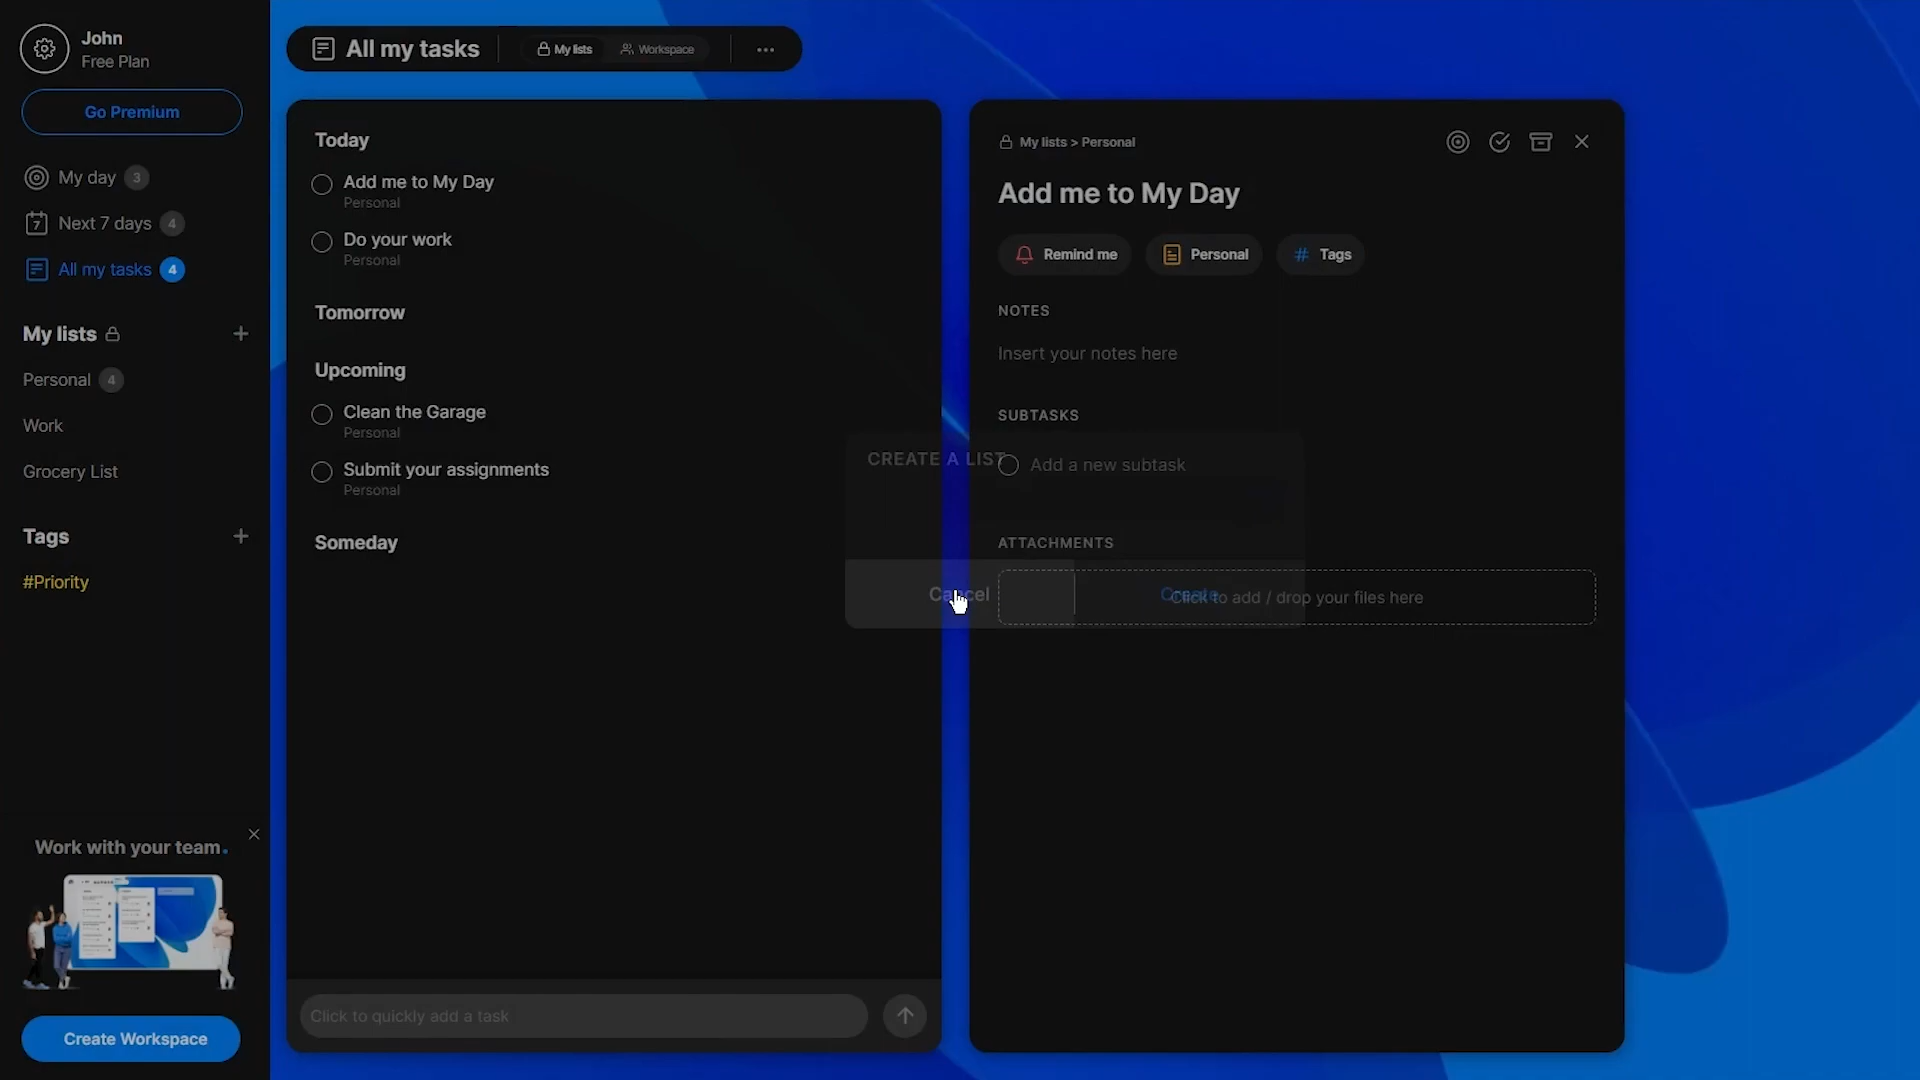 John
Free Plan
Go Premium
My day 3
7 Next 7 days 4
All my tasks 4
My lists
Personal 4
Work
Grocery List
Tags
#Priority
Work with your team.
Create Workspace
All my tasks
My lists
Workspace
Today
Add me to My Day
Personal
Do your work
Personal
Tomorrow
Upcoming
Clean the Garage
Personal
Submit your assignments
Personal
Someday
Click to quickly add a task
My lists > Personal
Add me to My Day
Remind me
Personal
# Tags
NOTES
Insert your notes here
SUBTASKS
Add a new subtask
ATTACHMENTS
Click to add / drop your files here
CREATE A LIST
Cancel
Create